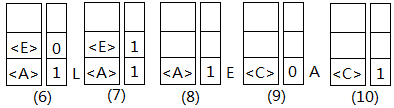 <E> 0 <E> 1
<A> 1 L <A> 1 <A> 1 E <C> 0 A <C> 1
(6) (7) (8) (9) (10)